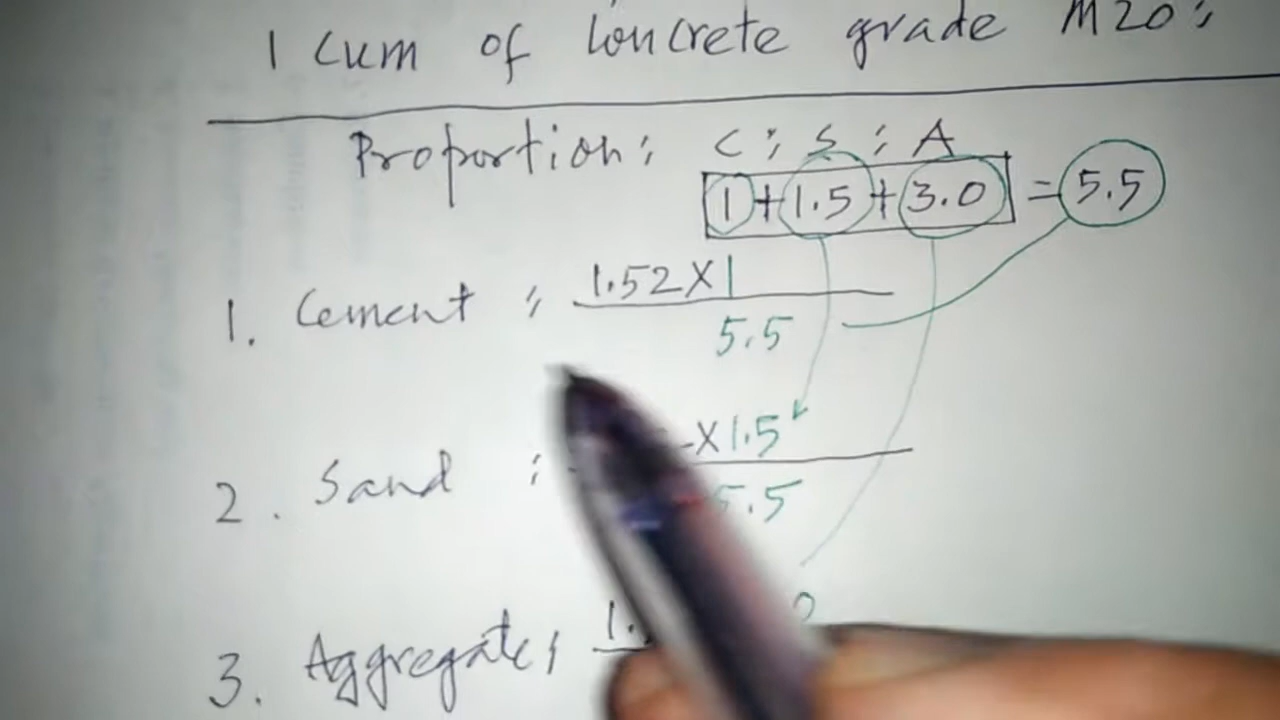 1 Cum of Concrete grade M20:
Proportion: C : S : A
1 + 1.5 + 3.0 = 5.5
1. Cement : 1.52 X 1
5.5
2. Sand : X 1.5
5.5
3. Aggregate :